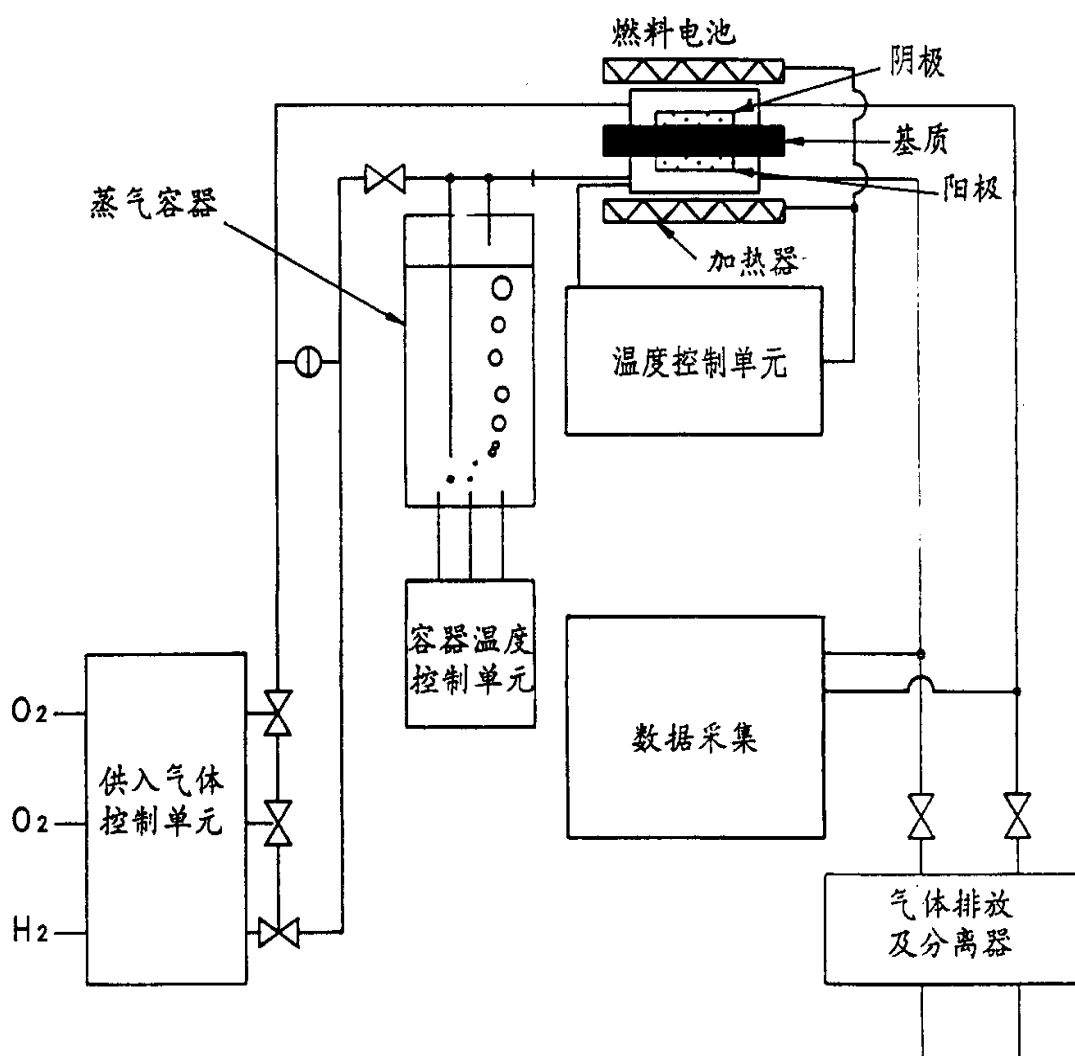 燃料电池
阴极
基质
阳极
蒸气容器
加热器
温度控制单元
容器温度
控制单元
O2
供入气体
控制单元
O2
H2
数据采集
气体排放
及分离器